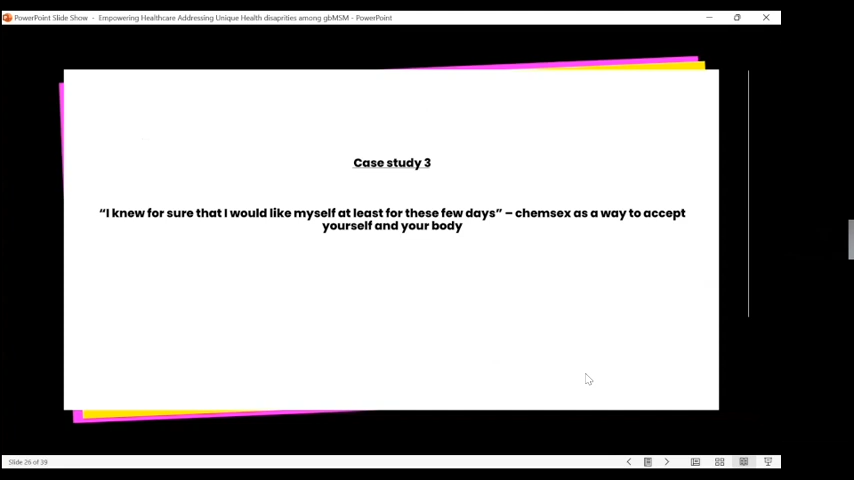 PowerPoint Slide Show - Empowering Healthcare Addressing Unique Health disaprities among gbMSM - PowerPoint
Case study 3
“I knew for sure that I would like myself at least for these few days” – chemsex as a way to accept
yourself and your body
Slide 26 of 39